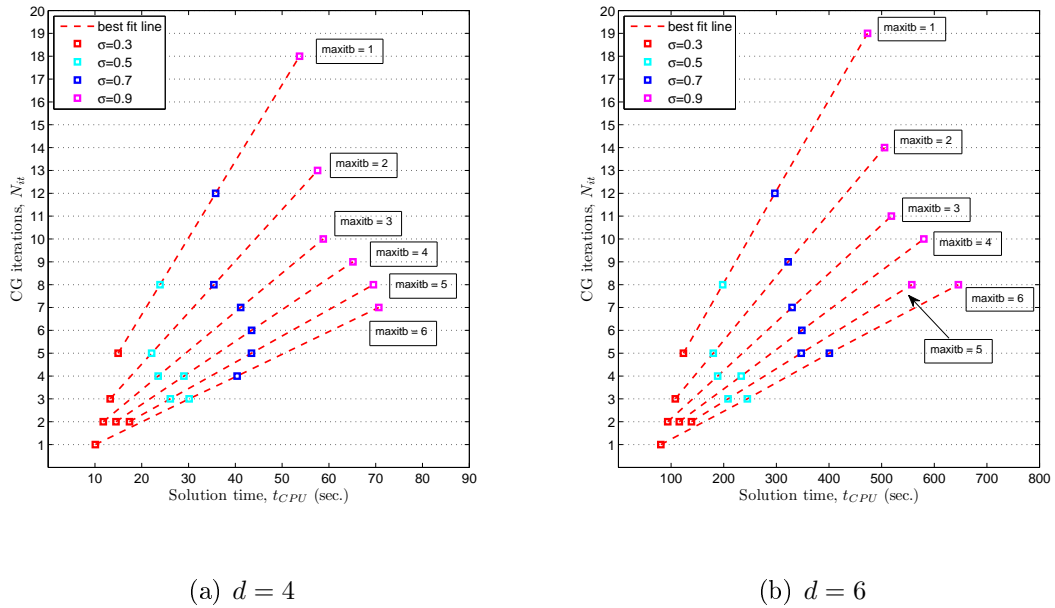 best fit line
σ=0.3
σ=0.5
σ=0.7
σ=0.9
maxitb = 1
maxitb = 2
maxitb = 3
maxitb = 4
maxitb = 5
maxitb = 6
20
19
18
17
16
15
14
13
12
11
10
9
8
7
6
5
4
3
2
1
CG iterations, N_it
10 20 30 40 50 60 70 80 90
Solution time, t_CPU (sec.)
(a) d = 4
best fit line
σ=0.3
σ=0.5
σ=0.7
σ=0.9
maxitb = 1
maxitb = 2
maxitb = 3
maxitb = 4
maxitb = 6
maxitb = 5
20
19
18
17
16
15
14
13
12
11
10
9
8
7
6
5
4
3
2
1
CG iterations, N_it
100 200 300 400 500 600 700 800
Solution time, t_CPU (sec.)
(b) d = 6